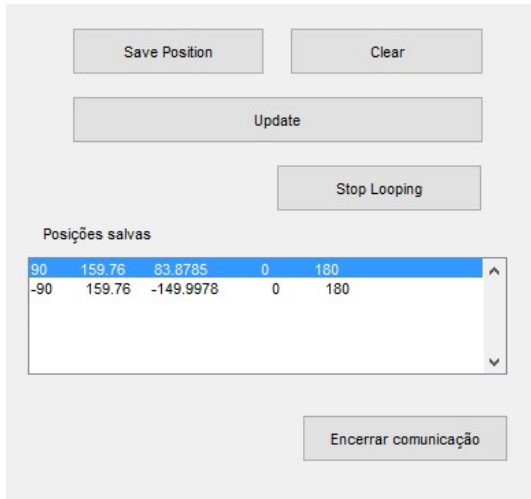 Save Position Clear
Update
Stop Looping
Posições salvas
90 159.76 83.8785 0 180
-90 159.76 -149.9978 0 180
Encerrar comunicação